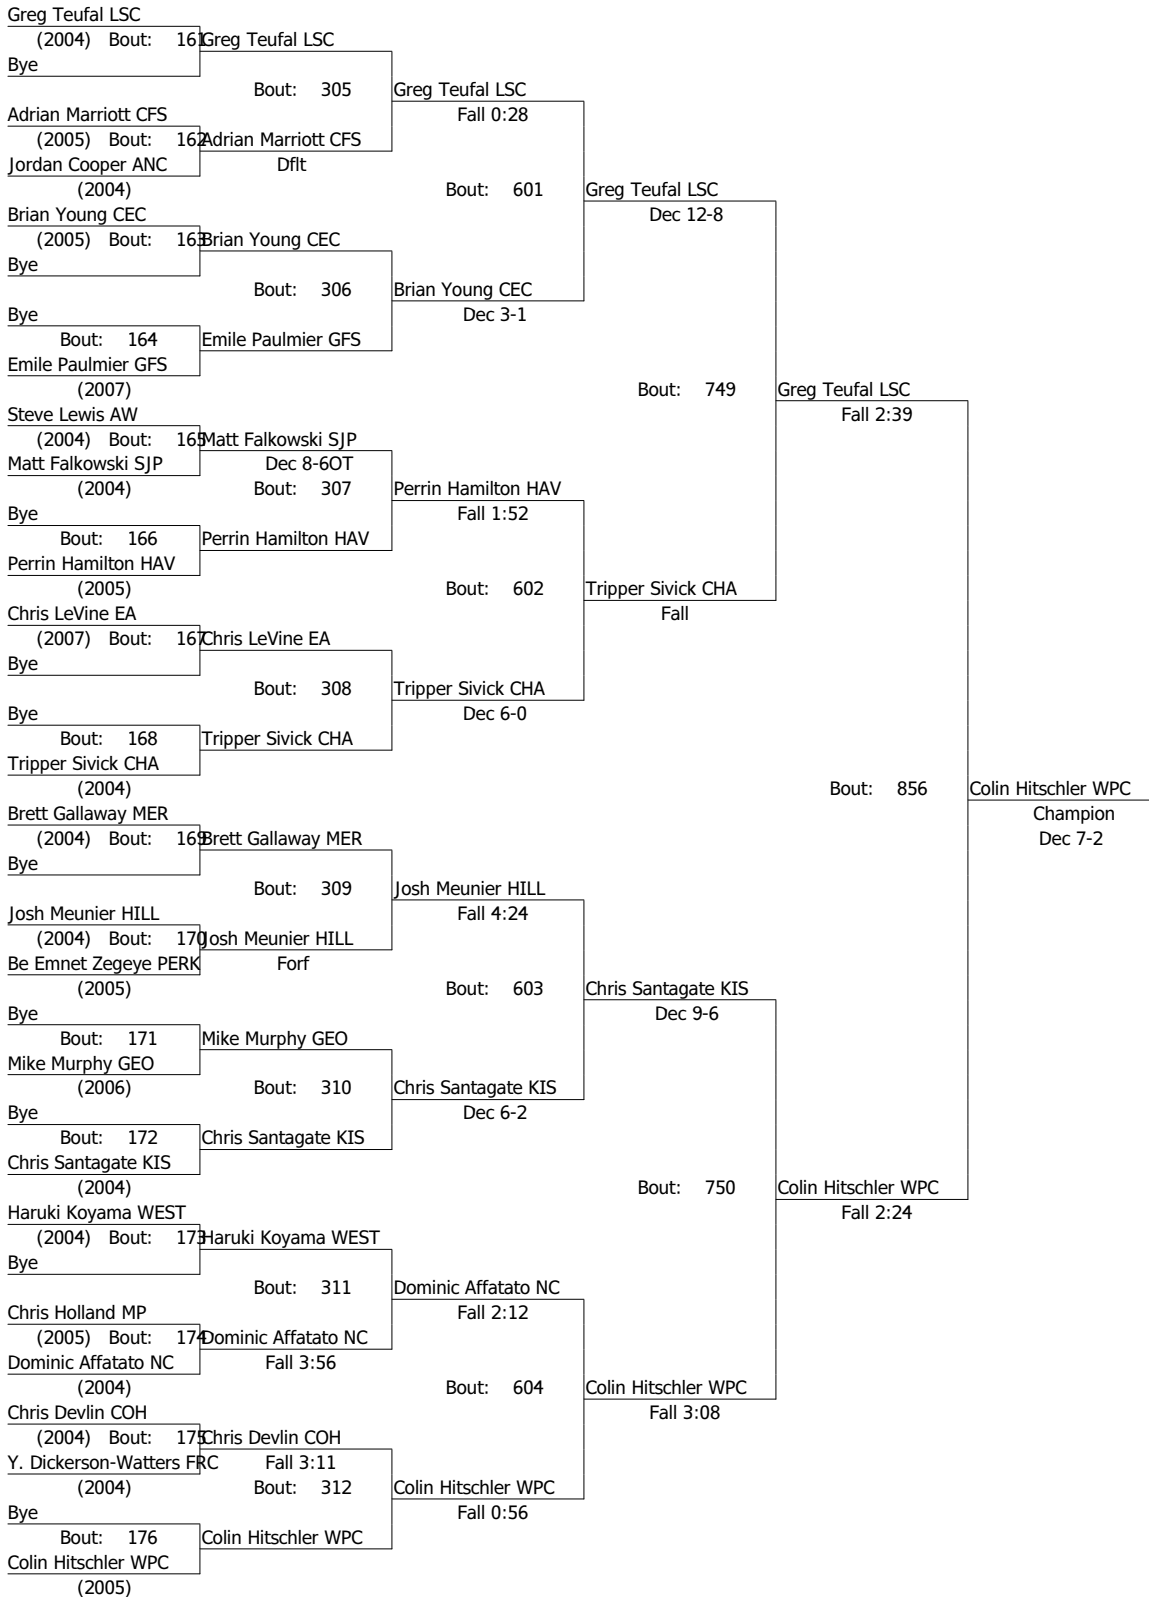 Greg Teufal LSC
(2004) Bout: 161 Greg Teufal LSC
Bye
Bout: 305 Greg Teufal LSC
Adrian Marriott CFS Fall 0:28
(2005) Bout: 162 Adrian Marriott CFS
Jordan Cooper ANC Dflt
(2004) Bout: 601 Greg Teufal LSC
Brian Young CEC Dec 12-8
(2005) Bout: 163 Brian Young CEC
Bye
Bout: 306 Brian Young CEC
Bye Dec 3-1
Bout: 164 Emile Paulmier GFS
Emile Paulmier GFS
(2007) Bout: 749 Greg Teufal LSC
Steve Lewis AW Fall 2:39
(2004) Bout: 165 Matt Falkowski SJP
Matt Falkowski SJP Dec 8-6OT
(2004) Bout: 307 Perrin Hamilton HAV
Bye Fall 1:52
Bout: 166 Perrin Hamilton HAV
Perrin Hamilton HAV
(2005) Bout: 602 Tripper Sivick CHA
Chris LeVine EA Fall
(2007) Bout: 167 Chris LeVine EA
Bye
Bout: 308 Tripper Sivick CHA
Bye Dec 6-0
Bout: 168 Tripper Sivick CHA
Tripper Sivick CHA
(2004) Bout: 856 Colin Hitschler WPC
Brett Gallaway MER Champion
(2004) Bout: 169 Brett Gallaway MER Dec 7-2
Bye
Bout: 309 Josh Meunier HILL
Josh Meunier HILL Fall 4:24
(2004) Bout: 170 Josh Meunier HILL
Be Emnet Zegeye PERK Forf
(2005) Bout: 603 Chris Santagate KIS
Bye Dec 9-6
Bout: 171 Mike Murphy GEO
Mike Murphy GEO
(2006) Bout: 310 Chris Santagate KIS
Bye Dec 6-2
Bout: 172 Chris Santagate KIS
Chris Santagate KIS
(2004) Bout: 750 Colin Hitschler WPC
Haruki Koyama WEST Fall 2:24
(2004) Bout: 173 Haruki Koyama WEST
Bye
Bout: 311 Dominic Affatato NC
Chris Holland MP Fall 2:12
(2005) Bout: 174 Dominic Affatato NC
Dominic Affatato NC Fall 3:56
(2004) Bout: 604 Colin Hitschler WPC
Chris Devlin COH Fall 3:08
(2004) Bout: 175 Chris Devlin COH
Y. Dickerson-Watters FRC Fall 3:11
(2004) Bout: 312 Colin Hitschler WPC
Bye Fall 0:56
Bout: 176 Colin Hitschler WPC
Colin Hitschler WPC
(2005)